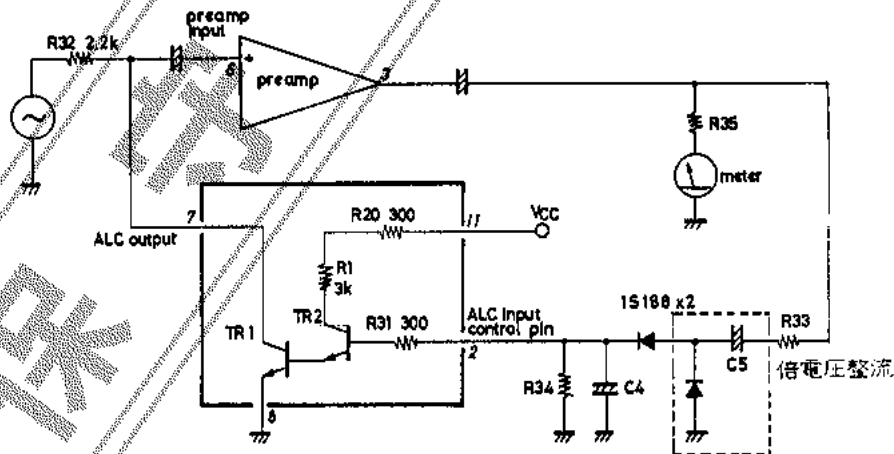 preamp
input
R32 2.2k
6
+
preamp
3
R35
meter
7
ALC output
R20 300
11
VCC
R1
3k
TR1
TR2
R31 300
ALC Input
control pin
2
8
1S188 x2
R33
C5
倍電圧整流
R34
C4